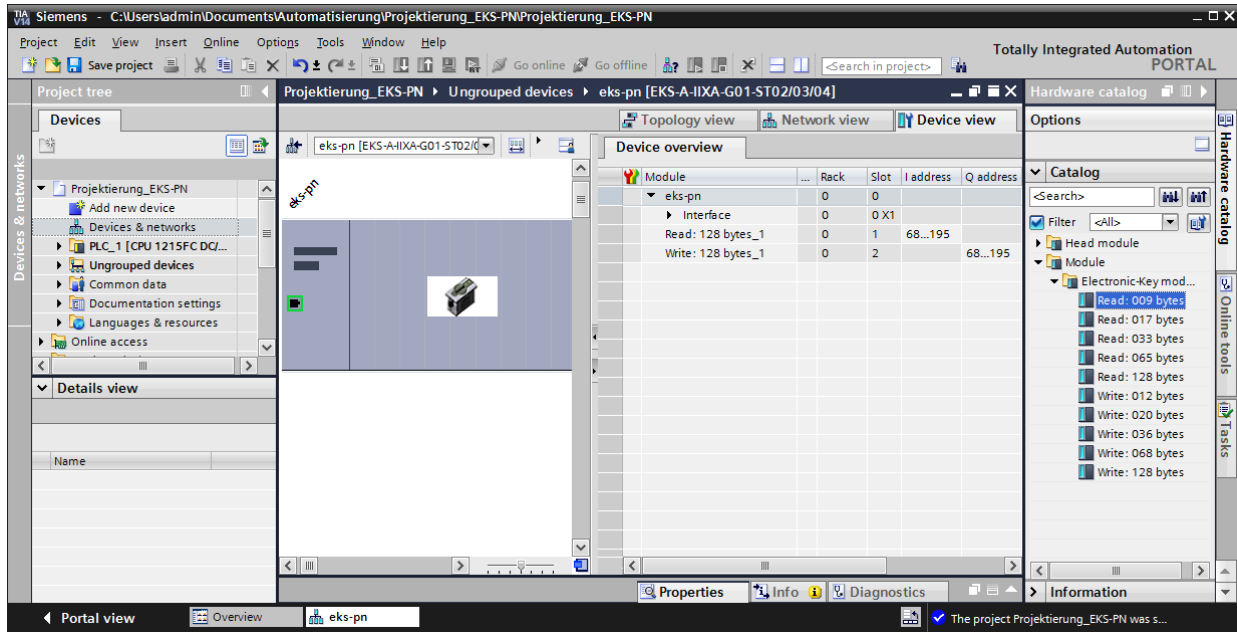 TIA V14 Siemens - C:\Users\admin\Documents\Automatisierung\Projektierung_EKS-PN\Projektierung_EKS-PN
Project Edit View Insert Online Options Tools Window Help
Totally Integrated Automation
PORTAL
Save project Go online Go offline <Search in project>
Project tree
Devices
Devices & networks
Projektierung_EKS-PN
Add new device
Devices & networks
PLC_1 [CPU 1215FC DC/...
Ungrouped devices
Common data
Documentation settings
Languages & resources
Online access
Details view
Name
Projektierung_EKS-PN Ungrouped devices eks-pn [EKS-A-IIXA-G01-ST02/03/04]
Topology view Network view Device view
eks-pn [EKS-A-IIXA-G01-ST02/0
eks-pn
Device overview
Module ... Rack Slot I address Q address
eks-pn 0 0
Interface 0 0 X1
Read: 128 bytes_1 0 1 68...195
Write: 128 bytes_1 0 2 68...195
Properties Info Diagnostics
Hardware catalog
Options
Catalog
<Search>
Filter <All>
Head module
Module
Electronic-Key mod...
Read: 009 bytes
Read: 017 bytes
Read: 033 bytes
Read: 065 bytes
Read: 128 bytes
Write: 012 bytes
Write: 020 bytes
Write: 036 bytes
Write: 068 bytes
Write: 128 bytes
Information
Hardware catalog
Online tools
Tasks
Portal view Overview eks-pn The project Projektierung_EKS-PN was s...